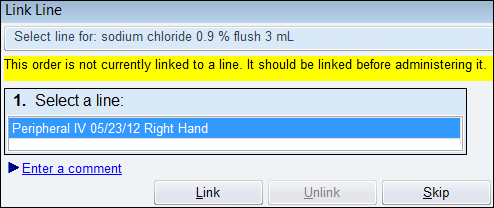 Link Line
Select line for: sodium chloride 0.9 % flush 3 mL
This order is not currently linked to a line. It should be linked before administering it.
1. Select a line:
Peripheral IV 05/23/12 Right Hand
Enter a comment
Link Unlink Skip